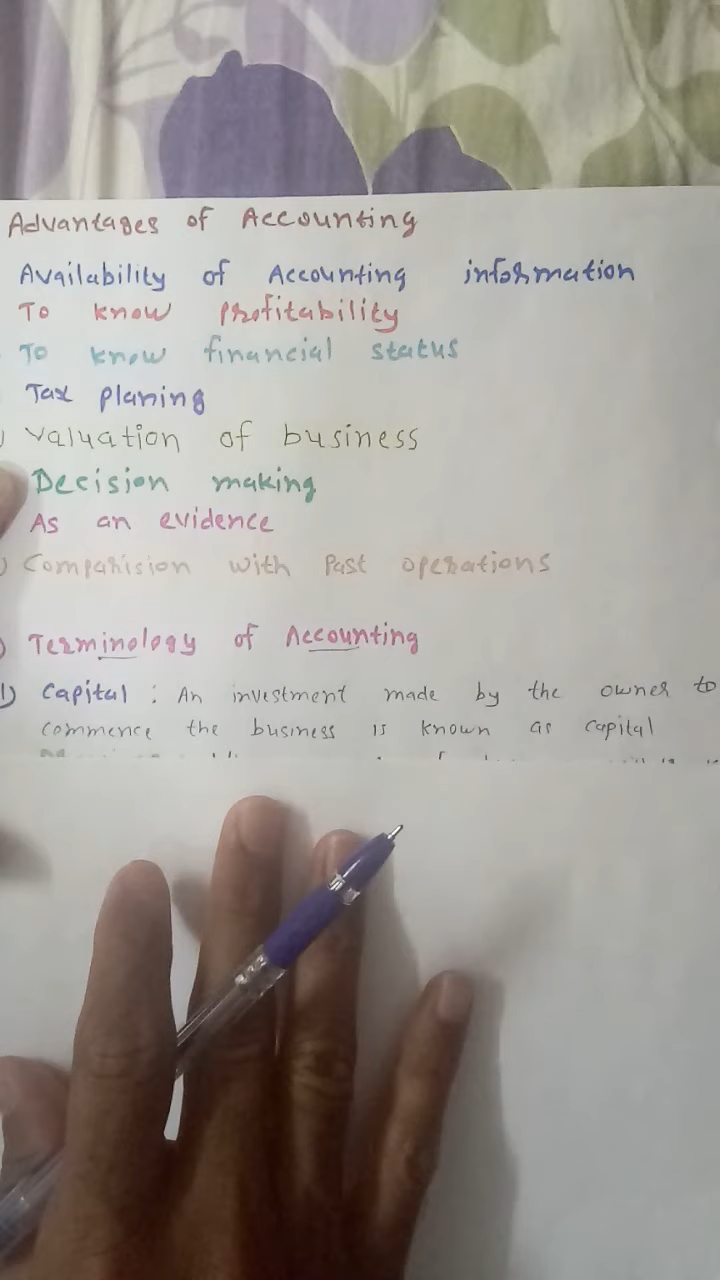 Advantages of Accounting
Availability of Accounting information
To know profitability
To know financial status
Tax planing
) Valuation of business
Decision making
As an evidence
) Comparision with Past operations
) Terminology of Accounting
1) Capital : An investment made by the owner to
commence the business is known as capital